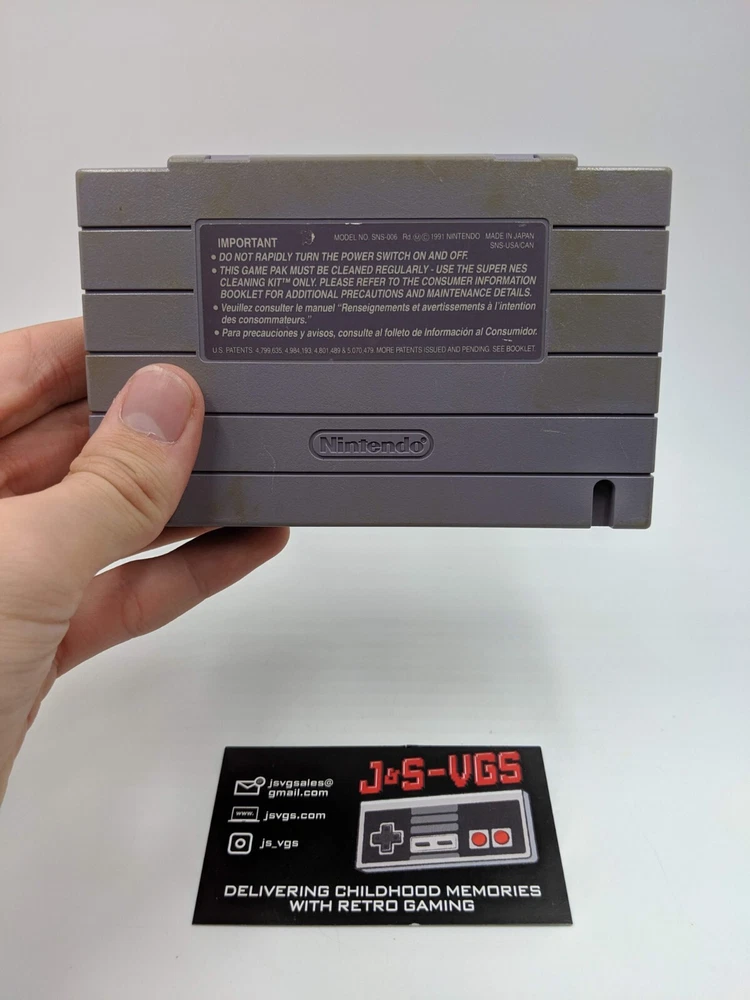 IMPORTANT
MODEL NO. SNS-006 Rd. Ⓜ© 1991 NINTENDO MADE IN JAPAN
SNS-USA/CAN
• DO NOT RAPIDLY TURN THE POWER SWITCH ON AND OFF.
• THIS GAME PAK MUST BE CLEANED REGULARLY - USE THE SUPER NES
CLEANING KIT™ ONLY. PLEASE REFER TO THE CONSUMER INFORMATION
BOOKLET FOR ADDITIONAL PRECAUTIONS AND MAINTENANCE DETAILS.
• Veuillez consulter le manuel "Renseignements et avertissements à l'intention
des consommateurs."
• Para precauciones y avisos, consulte al folleto de Información al Consumidor.
U.S. PATENTS 4,799,635; 4,984,193; 4,801,489 & 5,070,479. MORE PATENTS ISSUED AND PENDING. SEE BOOKLET.
Nintendo®
J&S-VGS
jsvgsales@
gmail.com
www.
jsvgs.com
js_vgs
DELIVERING CHILDHOOD MEMORIES
WITH RETRO GAMING